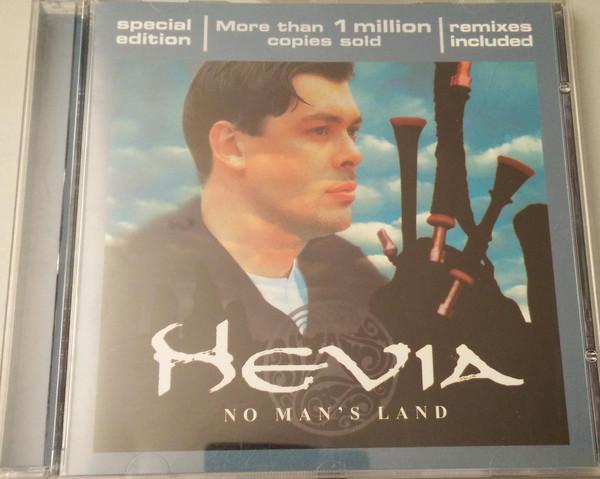 special edition
More than 1 million copies sold
remixes included
HEVIA
NO MAN'S LAND